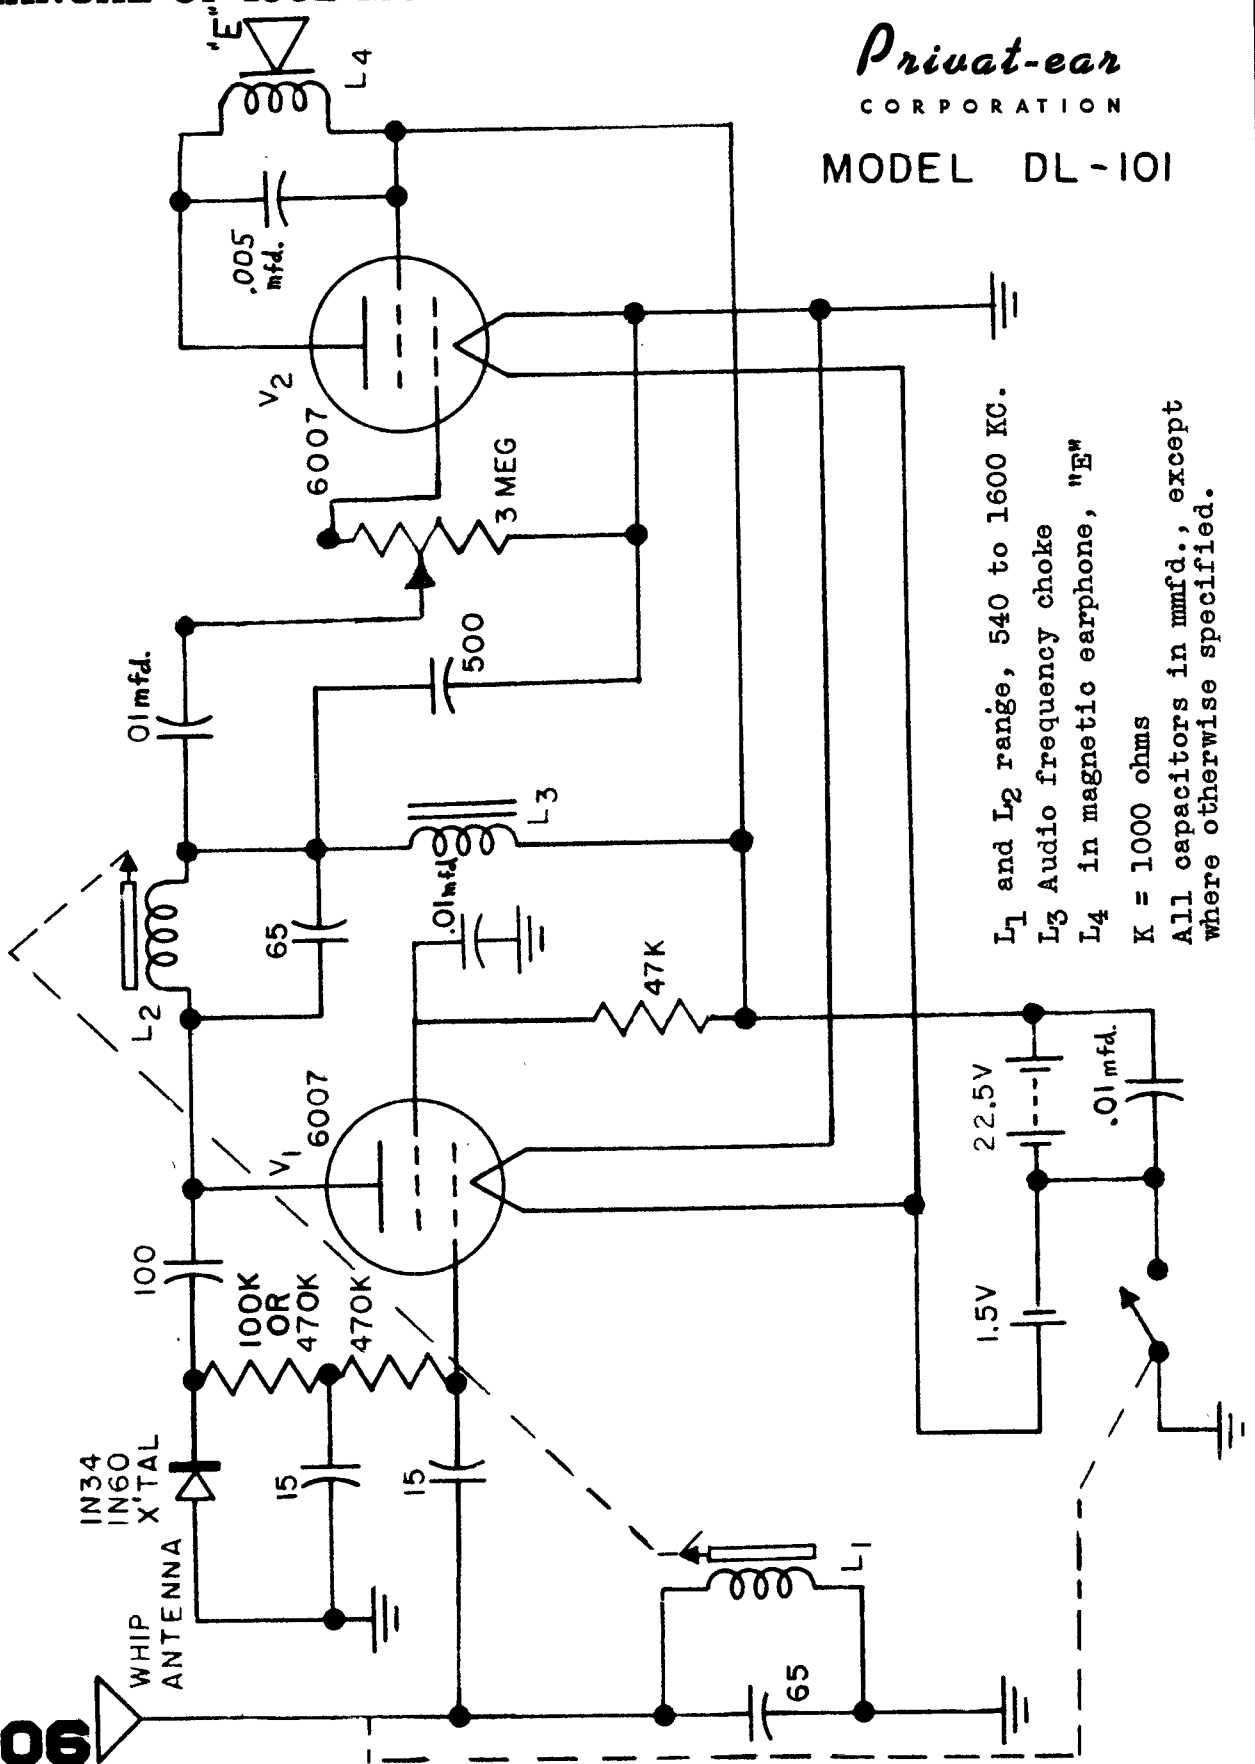 Privat-ear
CORPORATION
MODEL DL-101
"E"
L4
.005
mfd.
V2
6007
3 MEG
.01mfd.
500
L3
.01mfd
65
L2
47K
V1
6007
100
100K
OR
470K
470K
1N34
1N60
X'TAL
15
15
WHIP
ANTENNA
L1
65
22.5V
.01mfd.
1.5V
L1 and L2 range, 540 to 1600 KC.
L3 Audio frequency choke
L4 in magnetic earphone, "E"
K = 1000 ohms
All capacitors in mmfd., except
where otherwise specified.
06